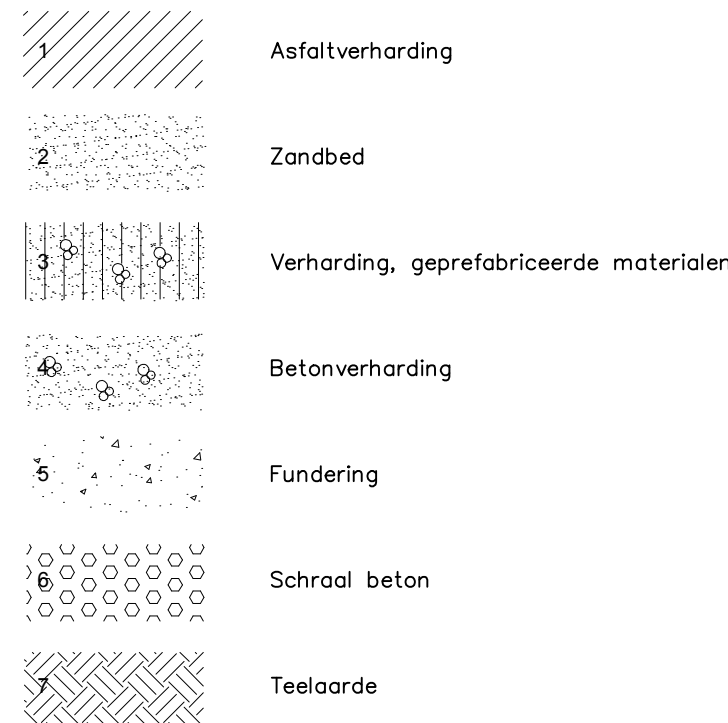 1 Asfaltverharding
2 Zandbed
3 Verharding, geprefabriceerde materialen
4 Betonverharding
5 Fundering
6 Schraal beton
7 Teelaarde